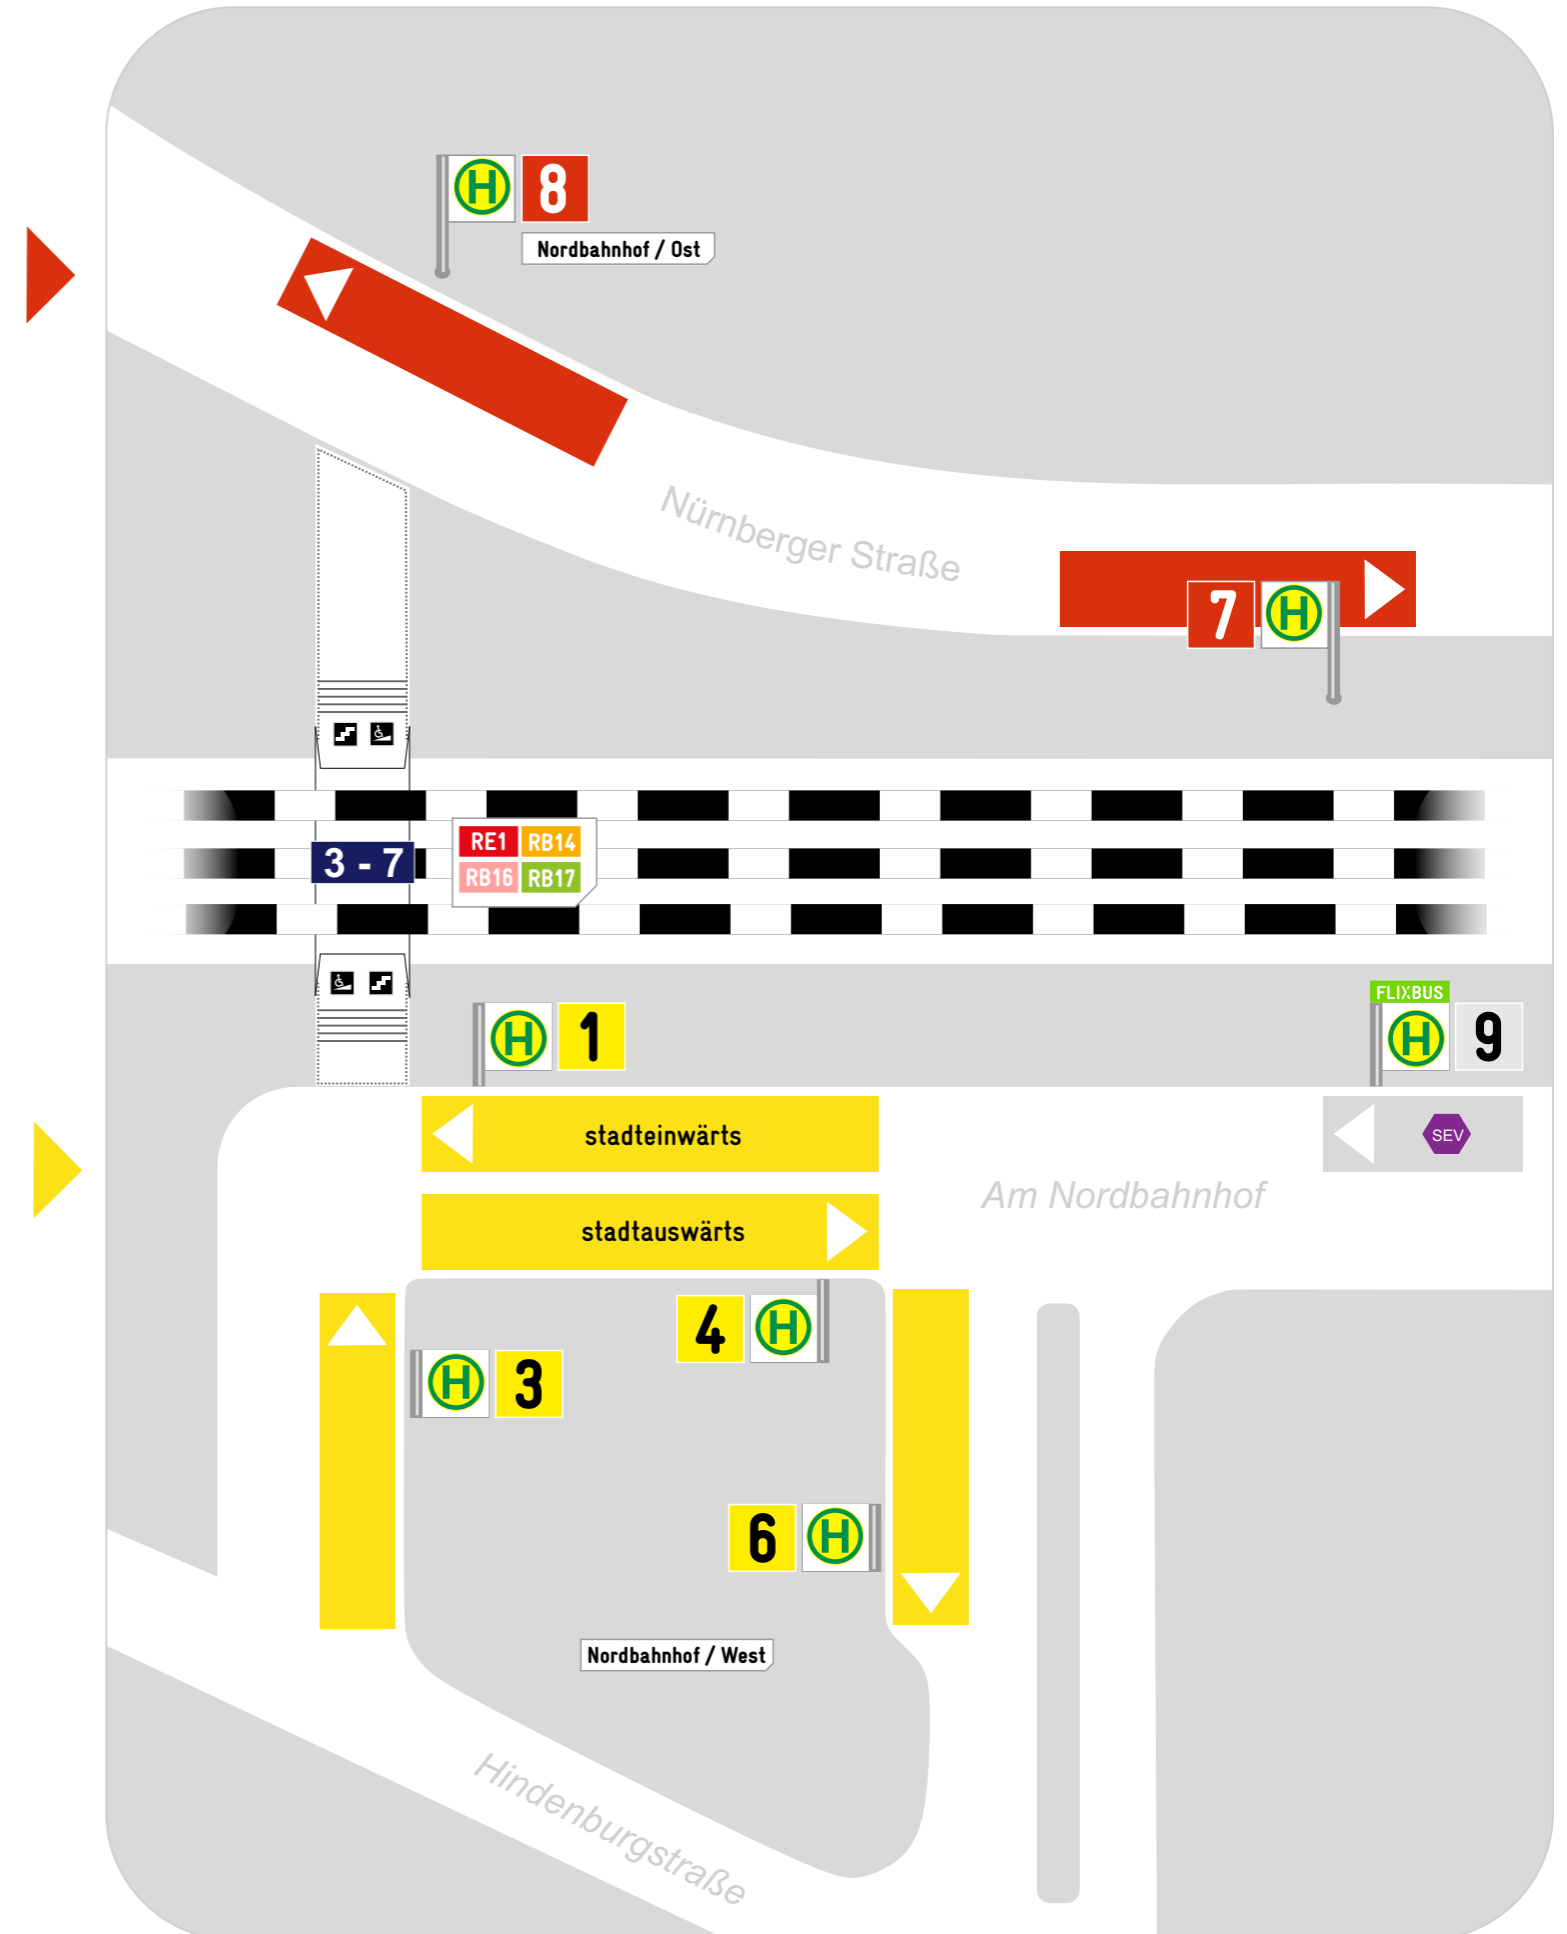 H 8
Nordbahnhof / Ost
Nürnberger Straße
7 H
3 - 7
RE1 RB14
RB16 RB17
H 1
FLIXBUS
H 9
stadteinwärts
SEV
Am Nordbahnhof
stadtauswärts
4 H
H 3
6 H
Nordbahnhof / West
Hindenburgstraße